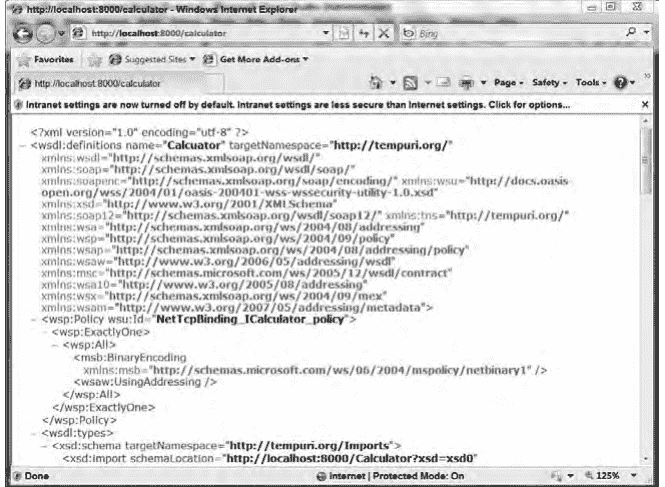 http://localhost:8000/calculator - Windows Internet Explorer
http://localhost:8000/calculator
Bing
Favorites Suggested Sites Get More Add-ons
http://localhost:8000/calculator
Page Safety Tools
Intranet settings are now turned off by default. Intranet settings are less secure than Internet settings. Click for options...
<?xml version="1.0" encoding="utf-8" ?>
- <wsdl:definitions name="Calcuator" targetNamespace="http://tempuri.org/"
xmlns:wsdl="http://schemas.xmlsoap.org/wsdl/"
xmlns:soap="http://schemas.xmlsoap.org/wsdl/soap/"
xmlns:soapenc="http://schemas.xmlsoap.org/soap/encoding/" xmlns:wsu="http://docs.oasis-
open.org/wss/2004/01/oasis-200401-wss-wssecurity-utility-1.0.xsd"
xmlns:xsd="http://www.w3.org/2001/XMLSchema"
xmlns:soap12="http://schemas.xmlsoap.org/wsdl/soap12/" xmlns:tns="http://tempuri.org/"
xmlns:wsa="http://schemas.xmlsoap.org/ws/2004/08/addressing"
xmlns:wsp="http://schemas.xmlsoap.org/ws/2004/09/policy"
xmlns:wsap="http://schemas.xmlsoap.org/ws/2004/08/addressing/policy"
xmlns:wsaw="http://www.w3.org/2006/05/addressing/wsdl"
xmlns:msc="http://schemas.microsoft.com/ws/2005/12/wsdl/contract"
xmlns:wsa10="http://www.w3.org/2005/08/addressing"
xmlns:wsx="http://schemas.xmlsoap.org/ws/2004/09/mex"
xmlns:wsam="http://www.w3.org/2007/05/addressing/metadata">
- <wsp:Policy wsu:Id="NetTcpBinding_ICalculator_policy">
- <wsp:ExactlyOne>
- <wsp:All>
<msb:BinaryEncoding
xmlns:msb="http://schemas.microsoft.com/ws/06/2004/mspolicy/netbinary1" />
<wsaw:UsingAddressing />
</wsp:All>
</wsp:ExactlyOne>
</wsp:Policy>
- <wsdl:types>
- <xsd:schema targetNamespace="http://tempuri.org/Imports">
<xsd:import schemaLocation="http://localhost:8000/Calculator?xsd=xsd0"
Done Internet | Protected Mode: On 125%